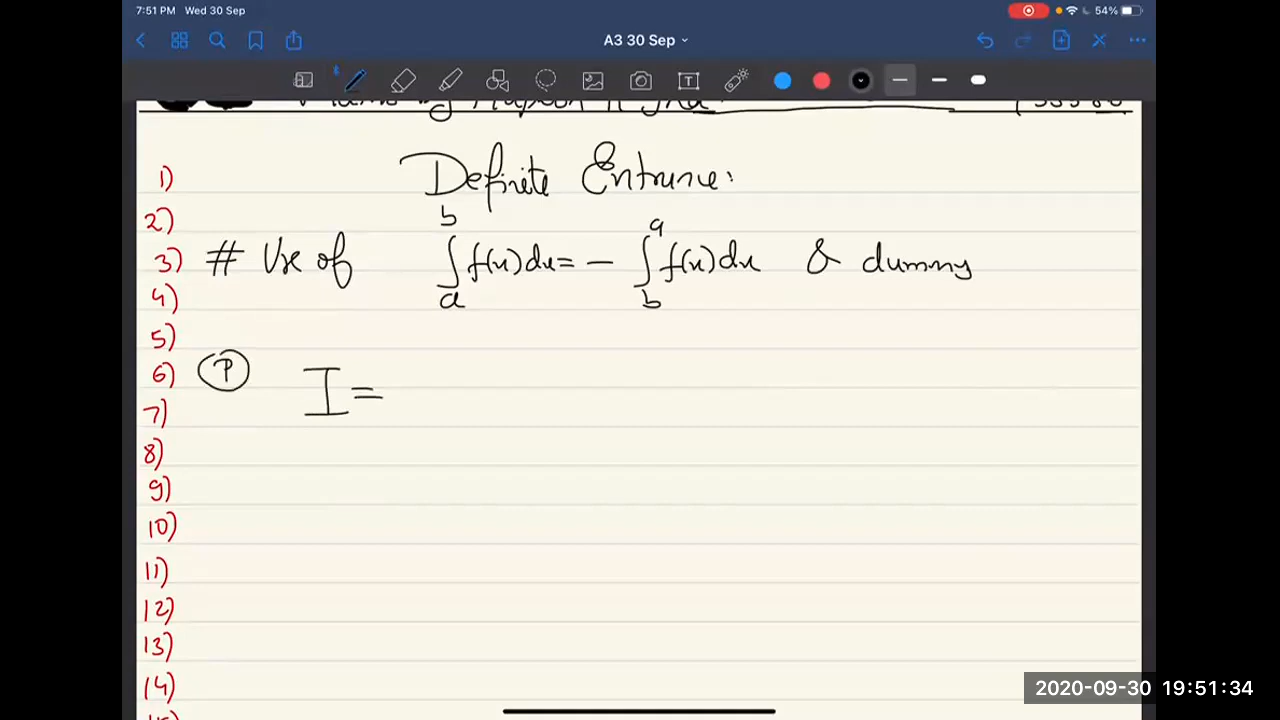 7:51 PM Wed 30 Sep
54%
A3 30 Sep
1) Definite Entrance:
2)
3) # Use of ∫_a^b f(x)dx = - ∫_b^a f(x)dx & dummy
4)
5)
6) P I =
7)
8)
9)
10)
11)
12)
13)
14)
2020-09-30 19:51:34